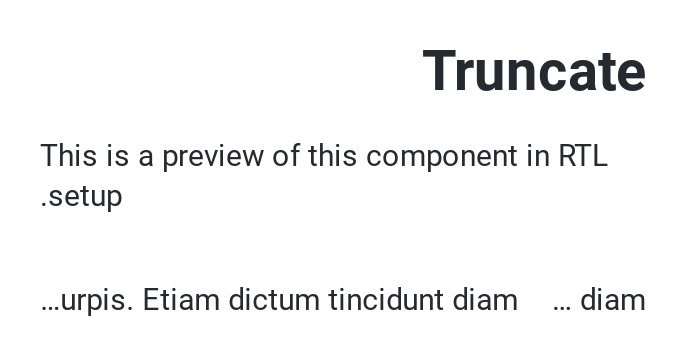 Truncate
This is a preview of this component in RTL
.setup
…urpis. Etiam dictum tincidunt diam … diam